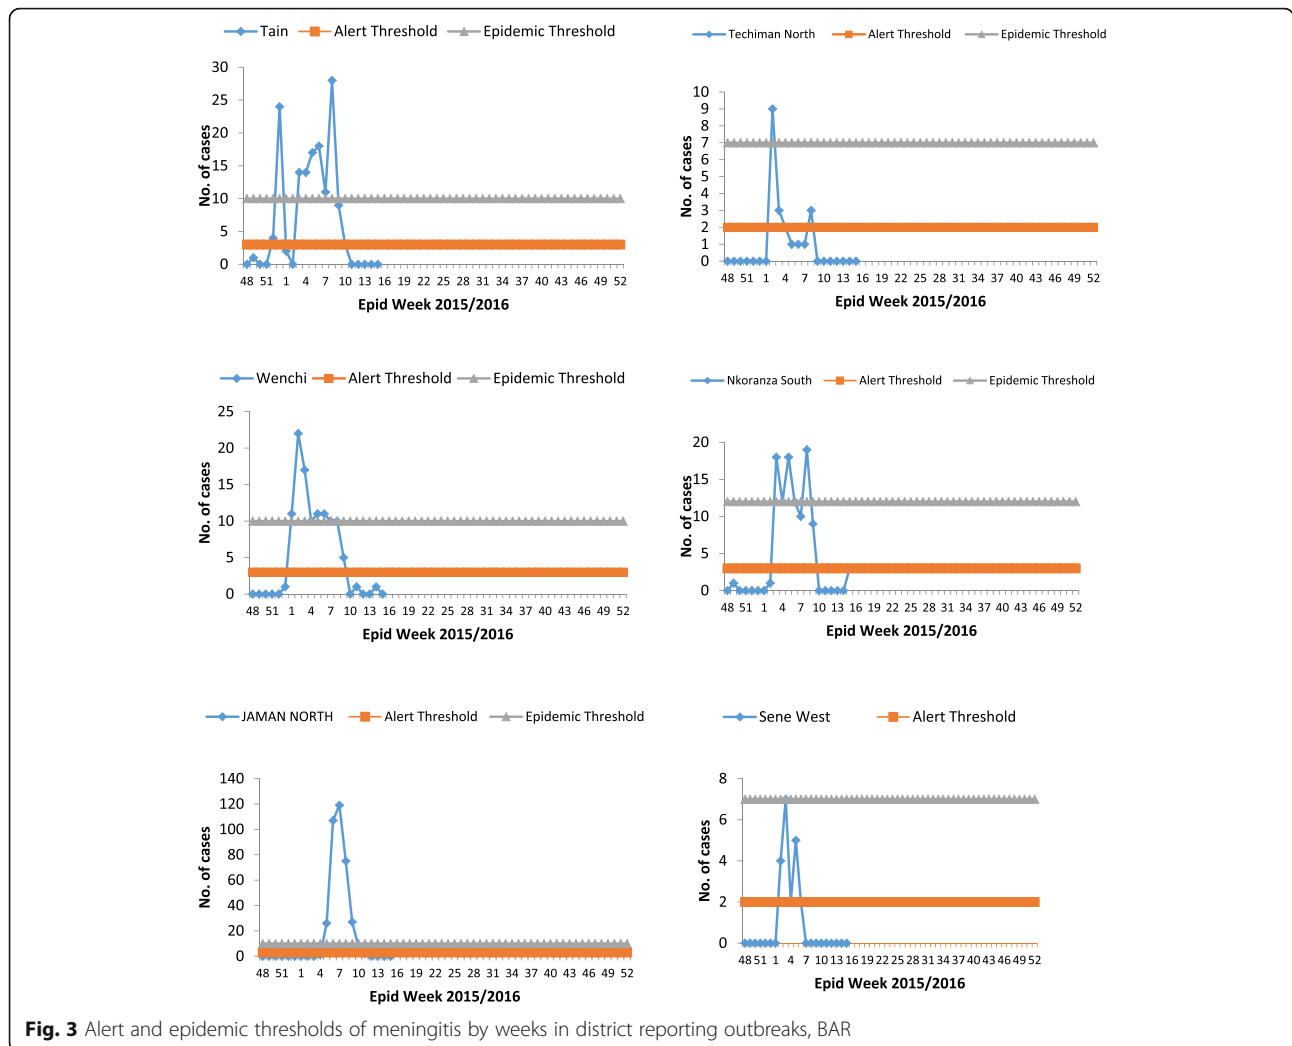 Tain Alert Threshold Epidemic Threshold
30
25
20
15
10
5
0
No. of cases
48 51 1 4 7 10 13 16 19 22 25 28 31 34 37 40 43 46 49 52
Epid Week 2015/2016
Techiman North Alert Threshold Epidemic Threshold
10
9
8
7
6
5
4
3
2
1
0
No. of cases
48 51 1 4 7 10 13 16 19 22 25 28 31 34 37 40 43 46 49 52
Epid Week 2015/2016
Wenchi Alert Threshold Epidemic Threshold
25
20
15
10
5
0
No. of cases
48 51 1 4 7 10 13 16 19 22 25 28 31 34 37 40 43 46 49 52
Epid Week 2015/2016
Nkoranza South Alert Threshold Epidemic Threshold
20
15
10
5
0
No. of cases
48 51 1 4 7 10 13 16 19 22 25 28 31 34 37 40 43 46 49 52
Epid Week 2015/2016
JAMAN NORTH Alert Threshold Epidemic Threshold
140
120
100
80
60
40
20
0
No. of cases
48 51 1 4 7 10 13 16 19 22 25 28 31 34 37 40 43 46 49 52
Epid Week 2015/2016
Sene West Alert Threshold
8
6
4
2
0
No. of cases
48 51 1 4 7 10 13 16 19 22 25 28 31 34 37 40 43 46 49 52
Epid Week 2015/2016
Fig. 3 Alert and epidemic thresholds of meningitis by weeks in district reporting outbreaks, BAR